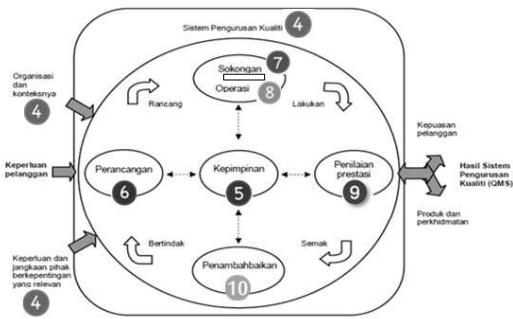 Sistem Pengurusan Kualiti 4
Organisasi
dan
konteksnya
4
Rancang
Sokongan 7
Operasi 8
Lakukan
Kepuasan
pelanggan
Keperluan
pelanggan
Perancangan
6
Kepimpinan
5
Penilaian
prestasi
9
Hasil Sistem
Pengurusan
Kualiti (QMS)
Produk dan
perkhidmatan
Keperluan dan
jangkaan pihak
berkepentingan
yang relevan
4
Bertindak
Penambahbaikan
10
Semak